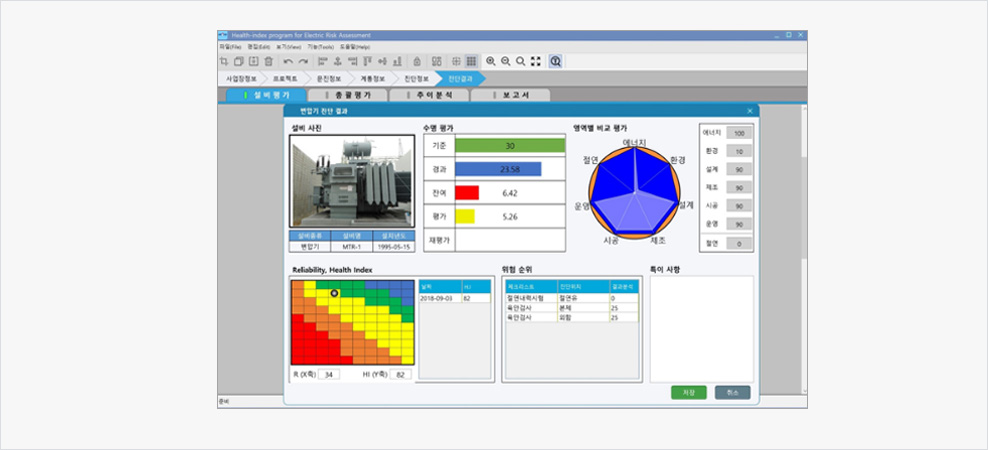 Health-index program for Electric Risk Assessment
파일(File) 편집(Edit) 보기(View) 기능(Tools) 도움말(Help)
사업장정보 프로젝트 문진정보 계통정보 진단정보 진단결과
설비평가 총괄평가 추이분석 보고서
변압기 진단 결과
설비 사진
설비종류 설비명 설치년도
변압기 MTR-1 1995-05-15
수명 평가
기준 30
경과 23.58
잔여 6.42
평가 5.26
재평가
영역별 비교 평가
에너지
환경
설계
제조
시공
운영
절연
에너지 100
환경 10
설계 90
제조 90
시공 90
운영 90
절연 0
Reliability, Health Index
R (X축) 34 HI (Y축) 82
날짜 H.I
2018-09-03 82
위험 순위
체크리스트 진단위치 결과분석
절연내력시험 절연유 0
육안검사 본체 25
육안검사 외함 25
특이 사항
저장 취소
준비